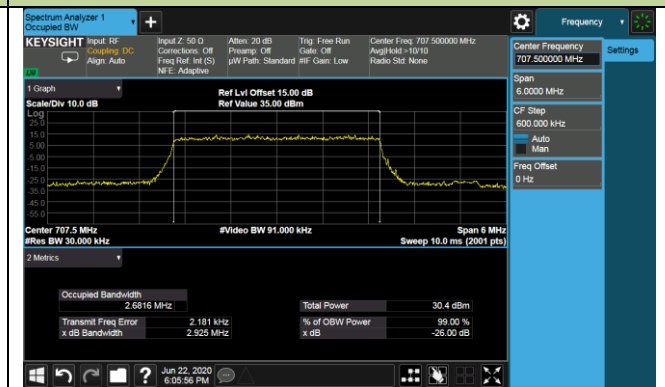 Spectrum Analyzer 1
Occupied BW
+
Frequency
KEYSIGHT
Input: RF
Coupling: DC
Align: Auto
Input Z: 50 Ω
Corrections: Off
Freq Ref: Int (S)
NFE: Adaptive
Atten: 20 dB
Preamp: Off
µW Path: Standard
Trig: Free Run
Gate: Off
#IF Gain: Low
Center Freq: 707.500000 MHz
Avg|Hold:>10/10
Radio Std: None
1 Graph
Scale/Div 10.0 dB
Ref Lvl Offset 15.00 dB
Ref Value 35.00 dBm
Log
25.0
15.0
5.00
-5.00
-15.0
-25.0
-35.0
-45.0
-55.0
Center 707.5 MHz
#Res BW 30.000 kHz
#Video BW 91.000 kHz
Span 6 MHz
Sweep 10.0 ms (2001 pts)
2 Metrics
Occupied Bandwidth
2.6816 MHz
Total Power 30.4 dBm
Transmit Freq Error 2.181 kHz
% of OBW Power 99.00 %
x dB Bandwidth 2.925 MHz
x dB -26.00 dB
Center Frequency
707.500000 MHz
Settings
Span
6.0000 MHz
CF Step
600.000 kHz
Auto
Man
Freq Offset
0 Hz
?
Jun 22, 2020
6:05:56 PM